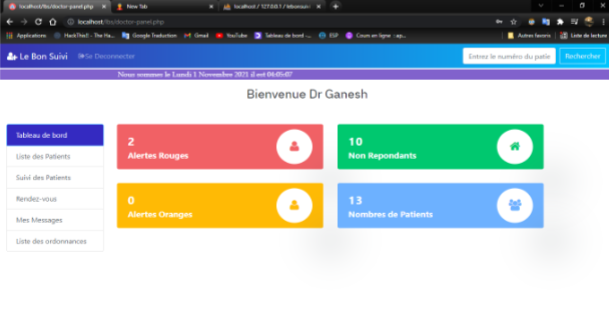 localhost/lbs/doctor-panel.php
New Tab
localhost / 127.0.0.1 / lebonsuiv
localhost/lbs/doctor-panel.php
Applications
HackThis!! - The Ha...
Google Traduction
Gmail
YouTube
Tableau de bord -...
ESP
Cours en ligne : ap...
Autres favoris
Liste de lecture
Le Bon Suivi
Se Deconnecter
Entrez le numéro du patie
Rechercher
Nous sommes le Lundi 1 Novembre 2021 il est 04:05:07
Bienvenue Dr Ganesh
Tableau de bord
Liste des Patients
Suivi des Patients
Rendez-vous
Mes Messages
Liste des ordonnances
2
Alertes Rouges
10
Non Repondants
0
Alertes Oranges
13
Nombres de Patients